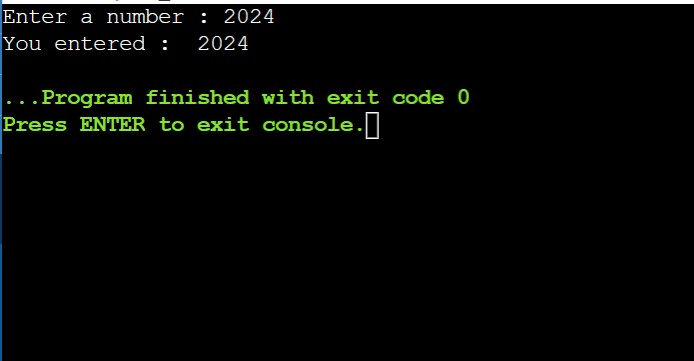 Enter a number : 2024
You entered :  2024
...Program finished with exit code 0
Press ENTER to exit console.